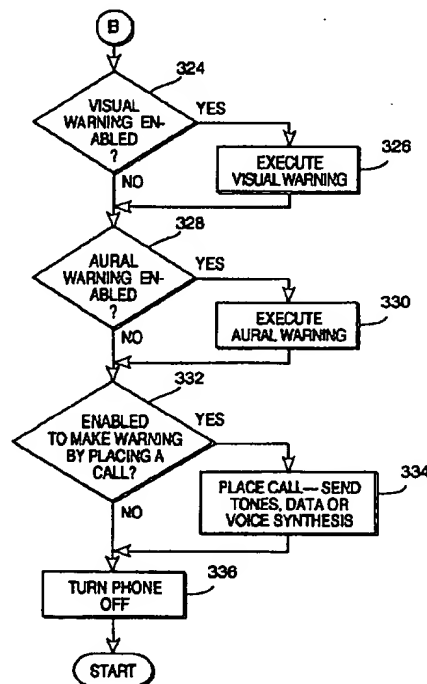 B
324
VISUAL
WARNING EN-
ABLED
?
YES
326
EXECUTE
VISUAL WARNING
NO
328
AURAL
WARNING EN-
ABLED
?
YES
330
EXECUTE
AURAL WARNING
NO
332
ENABLED
TO MAKE WARNING
BY PLACING A
CALL?
YES
334
PLACE CALL— SEND
TONES, DATA OR
VOICE SYNTHESIS
NO
336
TURN PHONE
OFF
START